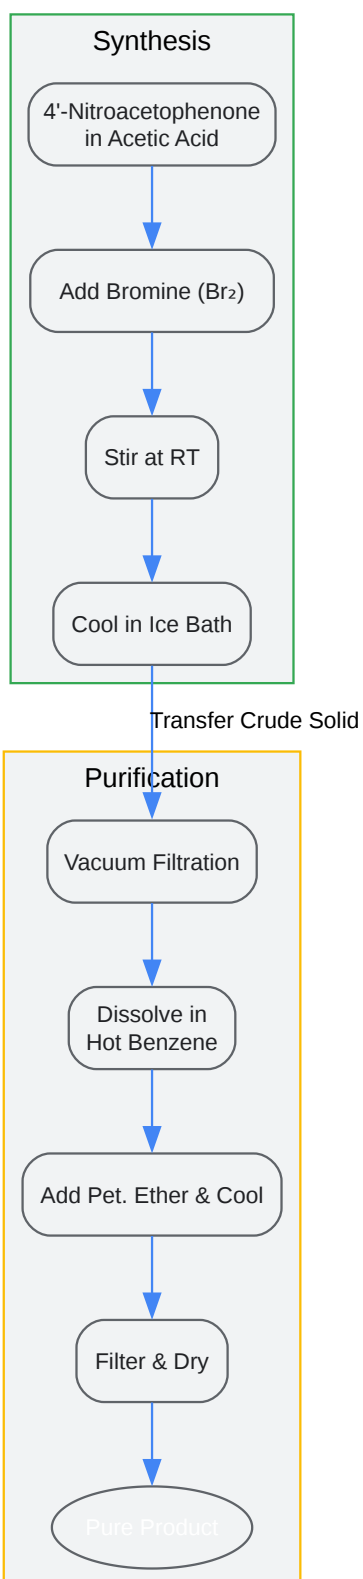 Synthesis
4'-Nitroacetophenone
in Acetic Acid
Add Bromine (Br₂)
Stir at RT
Cool in Ice Bath
Transfer Crude Solid
Purification
Vacuum Filtration
Dissolve in
Hot Benzene
Add Pet. Ether & Cool
Filter & Dry
Pure Product